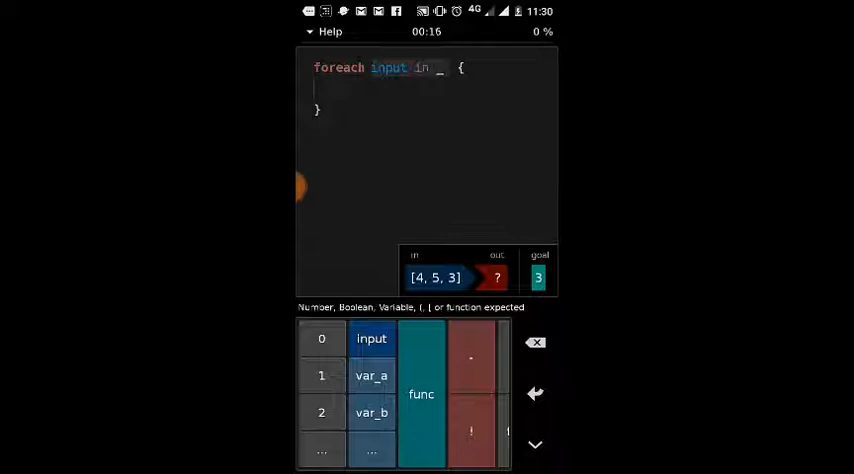 4G 11:30
Help 00:16 0 %
foreach input in _ {
}
in out goal
[4, 5, 3] ? 3
Number, Boolean, Variable, (, [ or function expected
0 input func -
1 var_a
2 var_b !
... ...